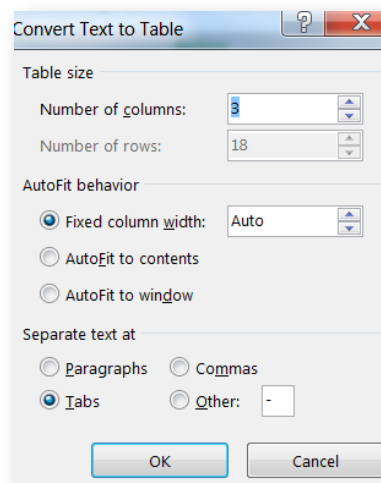 Convert Text to Table
Table size
Number of columns: 3
Number of rows: 18
AutoFit behavior
Fixed column width: Auto
AutoFit to contents
AutoFit to window
Separate text at
Paragraphs Commas
Tabs Other: -
OK Cancel